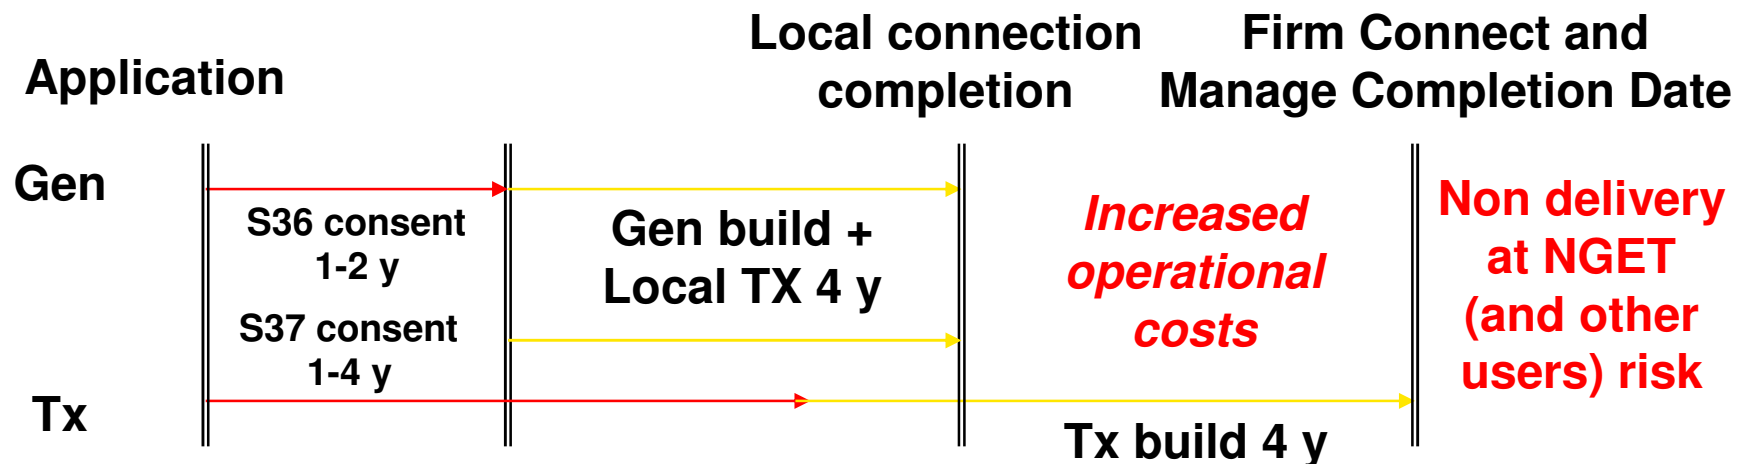 Application
Local connection
completion
Firm Connect and
Manage Completion Date
Gen
S36 consent
1-2 y
Gen build +
Local TX 4 y
S37 consent
1-4 y
Tx
Increased
operational
costs
Tx build 4 y
Non delivery
at NGET
(and other
users) risk